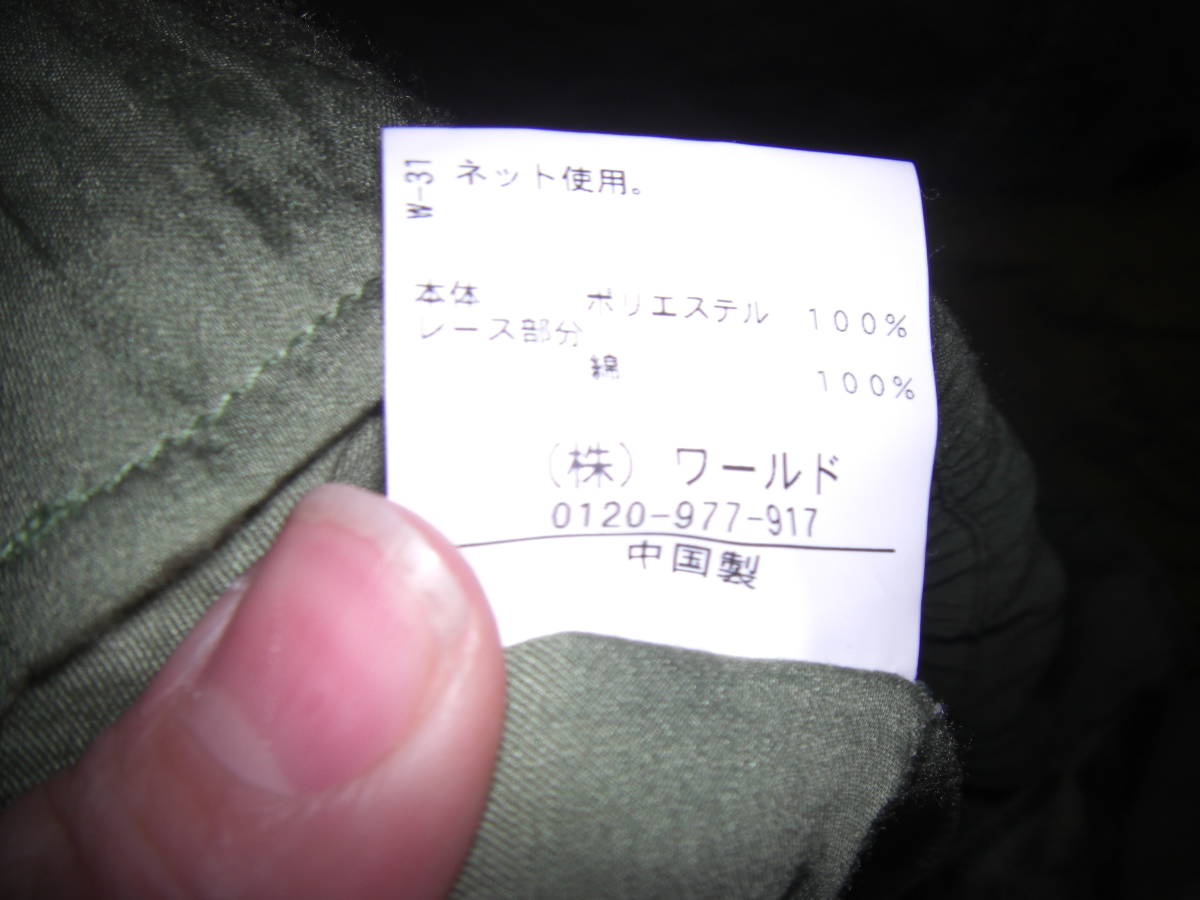 W-31
ネット使用。
本体 ポリエステル 100%
レース部分
綿 100%
(株) ワールド
0120-977-917
中国製